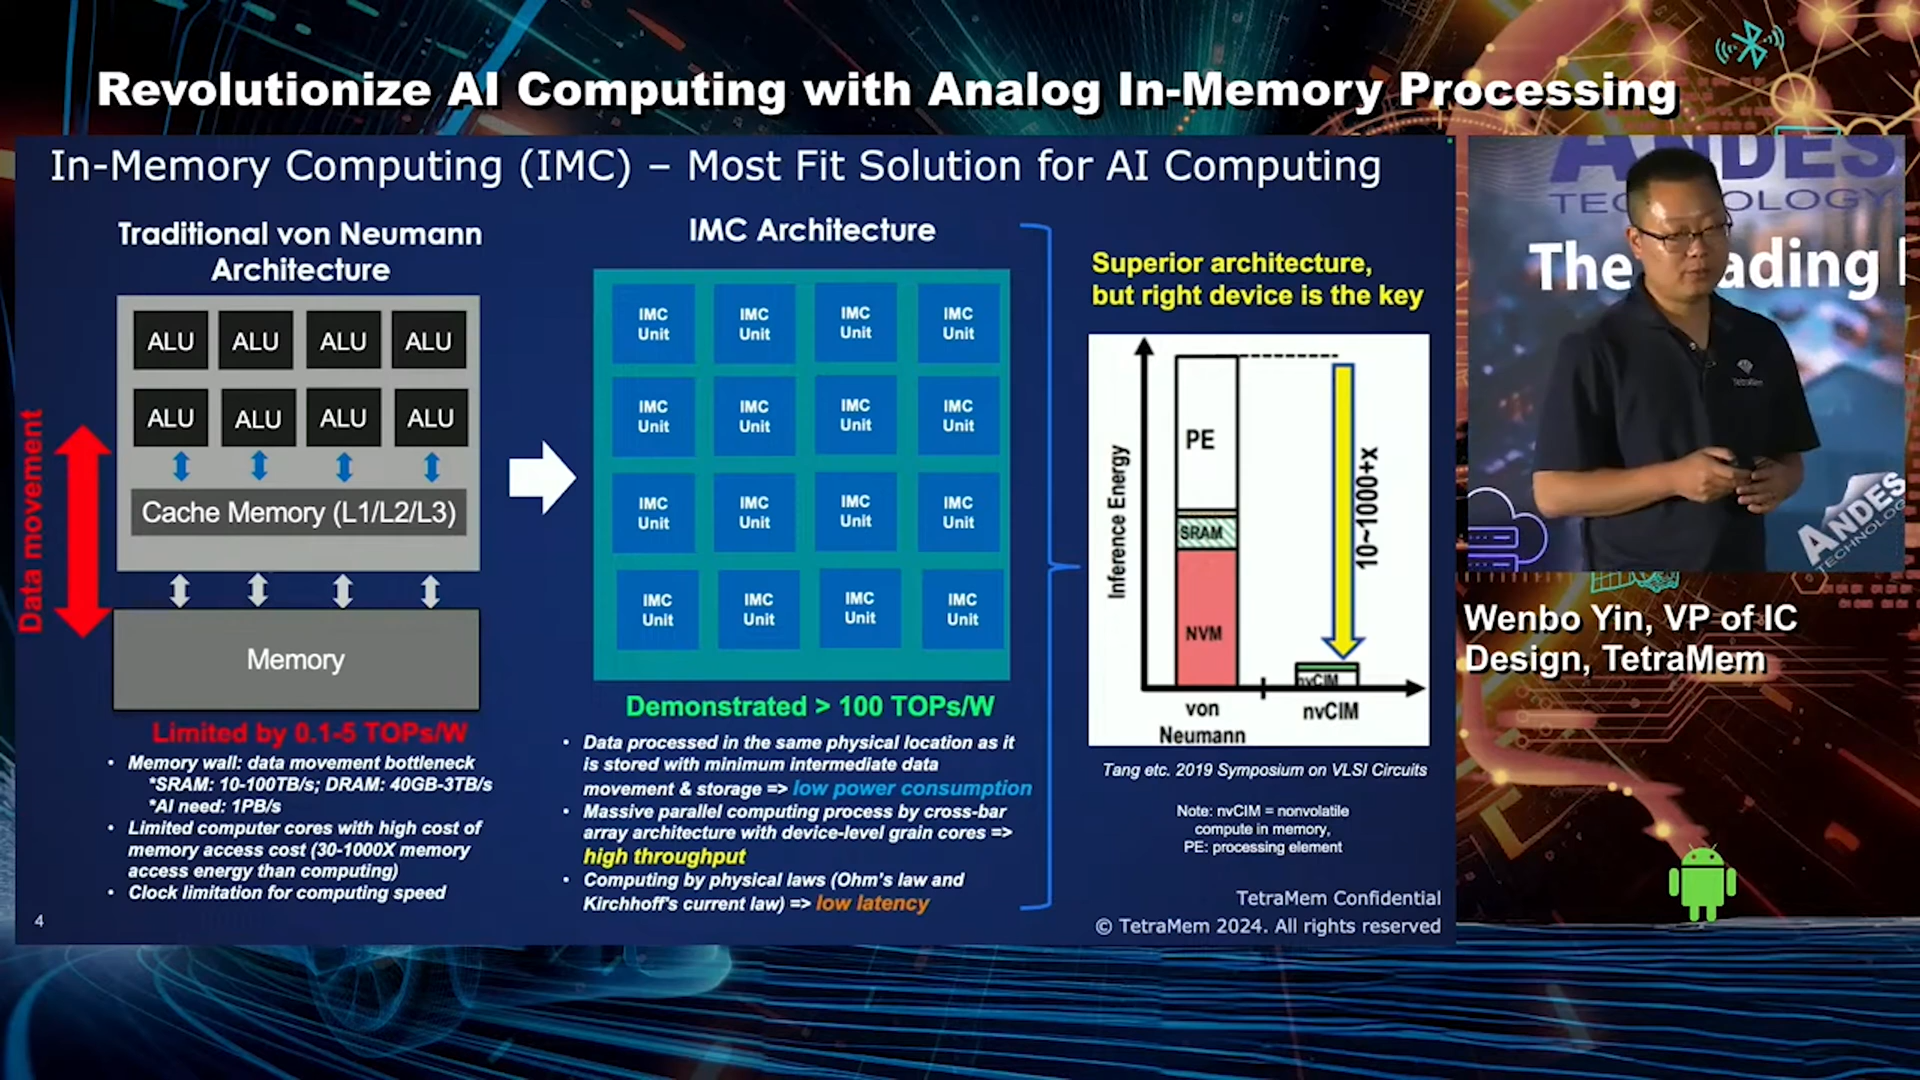 Revolutionize AI Computing with Analog In-Memory Processing
In-Memory Computing (IMC) – Most Fit Solution for AI Computing
Traditional von Neumann
Architecture
ALU ALU ALU ALU
ALU ALU ALU ALU
Cache Memory (L1/L2/L3)
Memory
Data movement
Limited by 0.1-5 TOPs/W
• Memory wall: data movement bottleneck
*SRAM: 10-100TB/s; DRAM: 40GB-3TB/s
*AI need: 1PB/s
• Limited computer cores with high cost of
memory access cost (30-1000X memory
access energy than computing)
• Clock limitation for computing speed
4
IMC Architecture
IMC IMC IMC IMC
Unit Unit Unit Unit
IMC IMC IMC IMC
Unit Unit Unit Unit
IMC IMC IMC IMC
Unit Unit Unit Unit
IMC IMC IMC IMC
Unit Unit Unit Unit
Demonstrated > 100 TOPs/W
• Data processed in the same physical location as it
is stored with minimum intermediate data
movement & storage => low power consumption
• Massive parallel computing process by cross-bar
array architecture with device-level grain cores =>
high throughput
• Computing by physical laws (Ohm's law and
Kirchhoff's current law) => low latency
Superior architecture,
but right device is the key
Inference Energy
PE
SRAM
NVM
10~1000+x
nvCIM
von
Neumann
nvCIM
Tang etc. 2019 Symposium on VLSI Circuits
Note: nvCIM = nonvolatile
compute in memory,
PE: processing element
TetraMem Confidential
© TetraMem 2024. All rights reserved
ANDES
TECHNOLOGY
The
ading
TetraMem
ANDES
TECHNOLOGY
Wenbo Yin, VP of IC
Design, TetraMem